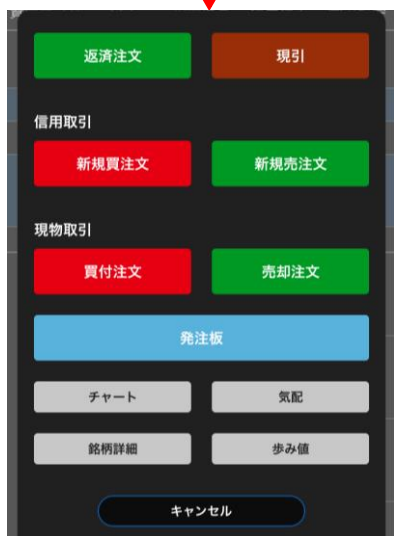 返済注文 現引
信用取引
新規買注文 新規売注文
現物取引
買付注文 売却注文
発注板
チャート 気配
銘柄詳細 歩み値
キャンセル